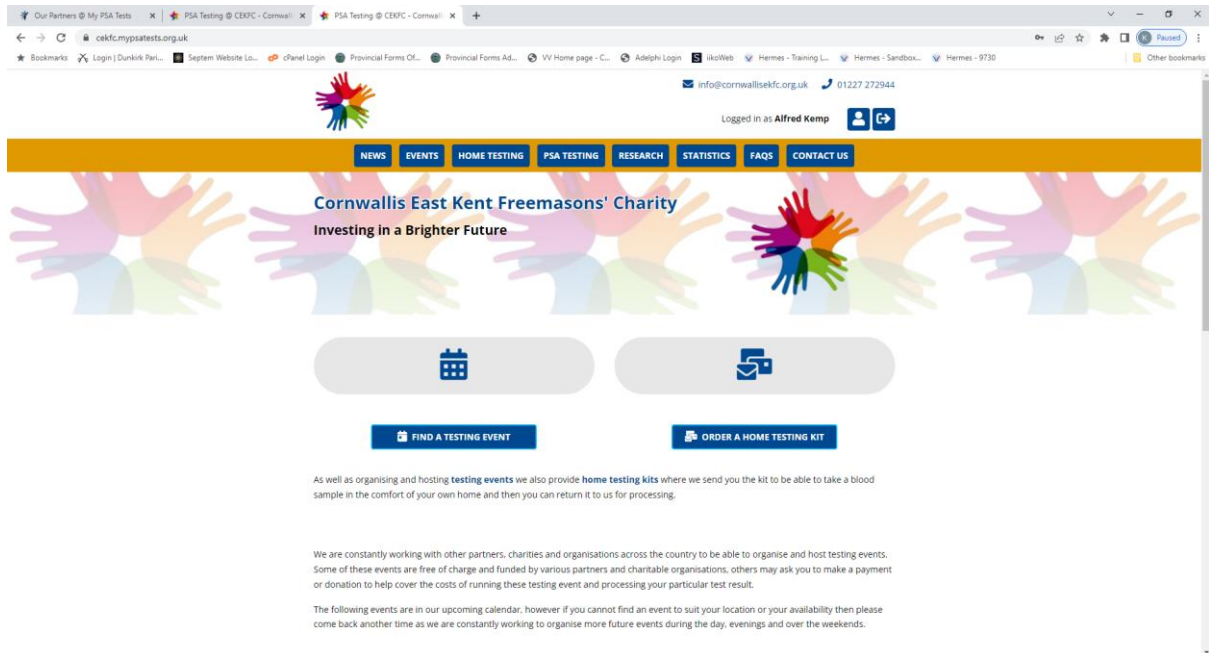 Our Partners @ My PSA Tests
PSA Testing @ CEKFC - Cornwall
PSA Testing @ CEKFC - Cornwall
cekfc.mypsatests.org.uk
Paused
Bookmarks
Login | Dunkirk Pari...
Septem Website Lo...
cPanel Login
Provincial Forms Of...
Provincial Forms Ad...
VV Home page - C...
Adelphi Login
iikoWeb
Hermes - Training L...
Hermes - Sandbox...
Hermes - 9730
Other bookmarks
info@cornwallisekfc.org.uk 01227 272944
Logged in as Alfred Kemp
NEWS EVENTS HOME TESTING PSA TESTING RESEARCH STATISTICS FAQS CONTACT US
Cornwallis East Kent Freemasons' Charity
Investing in a Brighter Future
FIND A TESTING EVENT
ORDER A HOME TESTING KIT
As well as organising and hosting testing events we also provide home testing kits where we send you the kit to be able to take a blood
sample in the comfort of your own home and then you can return it to us for processing.
We are constantly working with other partners, charities and organisations across the country to be able to organise and host testing events.
Some of these events are free of charge and funded by various partners and charitable organisations, others may ask you to make a payment
or donation to help cover the costs of running these testing event and processing your particular test result.
The following events are in our upcoming calendar, however if you cannot find an event to suit your location or your availability then please
come back another time as we are constantly working to organise more future events during the day, evenings and over the weekends.